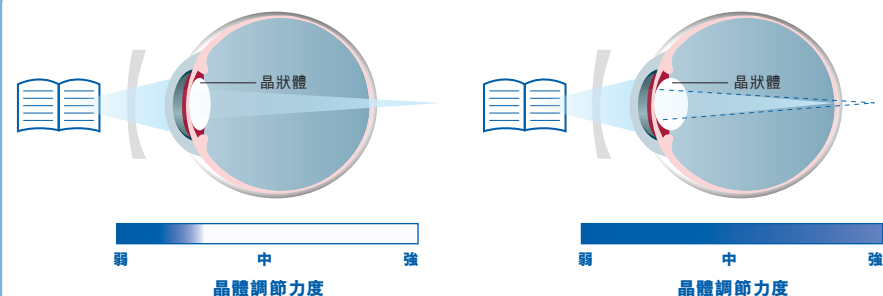 晶狀體
弱 中 強
晶體調節力度
晶狀體
弱 中 強
晶體調節力度